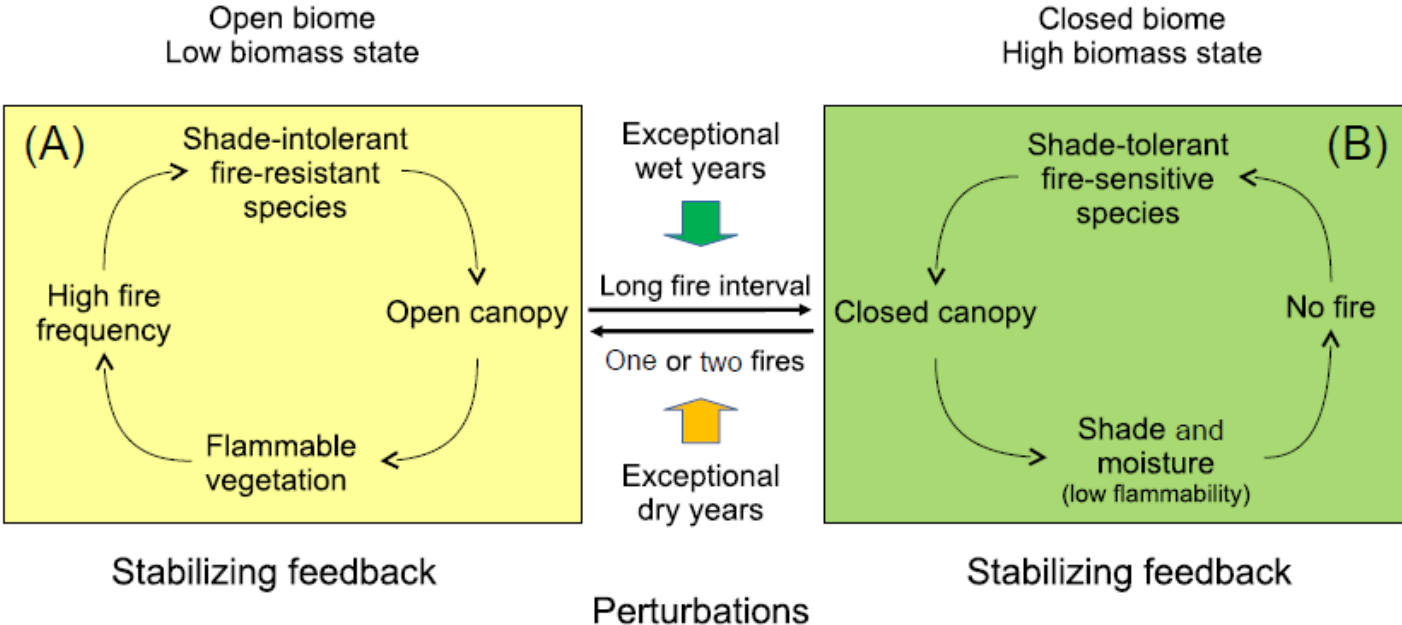 Open biome
Low biomass state
Closed biome
High biomass state
(A)
Shade-intolerant
fire-resistant
species
High fire
frequency
Open canopy
Flammable
vegetation
Exceptional
wet years
Long fire interval
One or two fires
Exceptional
dry years
(B)
Shade-tolerant
fire-sensitive
species
Closed canopy
No fire
Shade and
moisture
(low flammability)
Stabilizing feedback
Stabilizing feedback
Perturbations